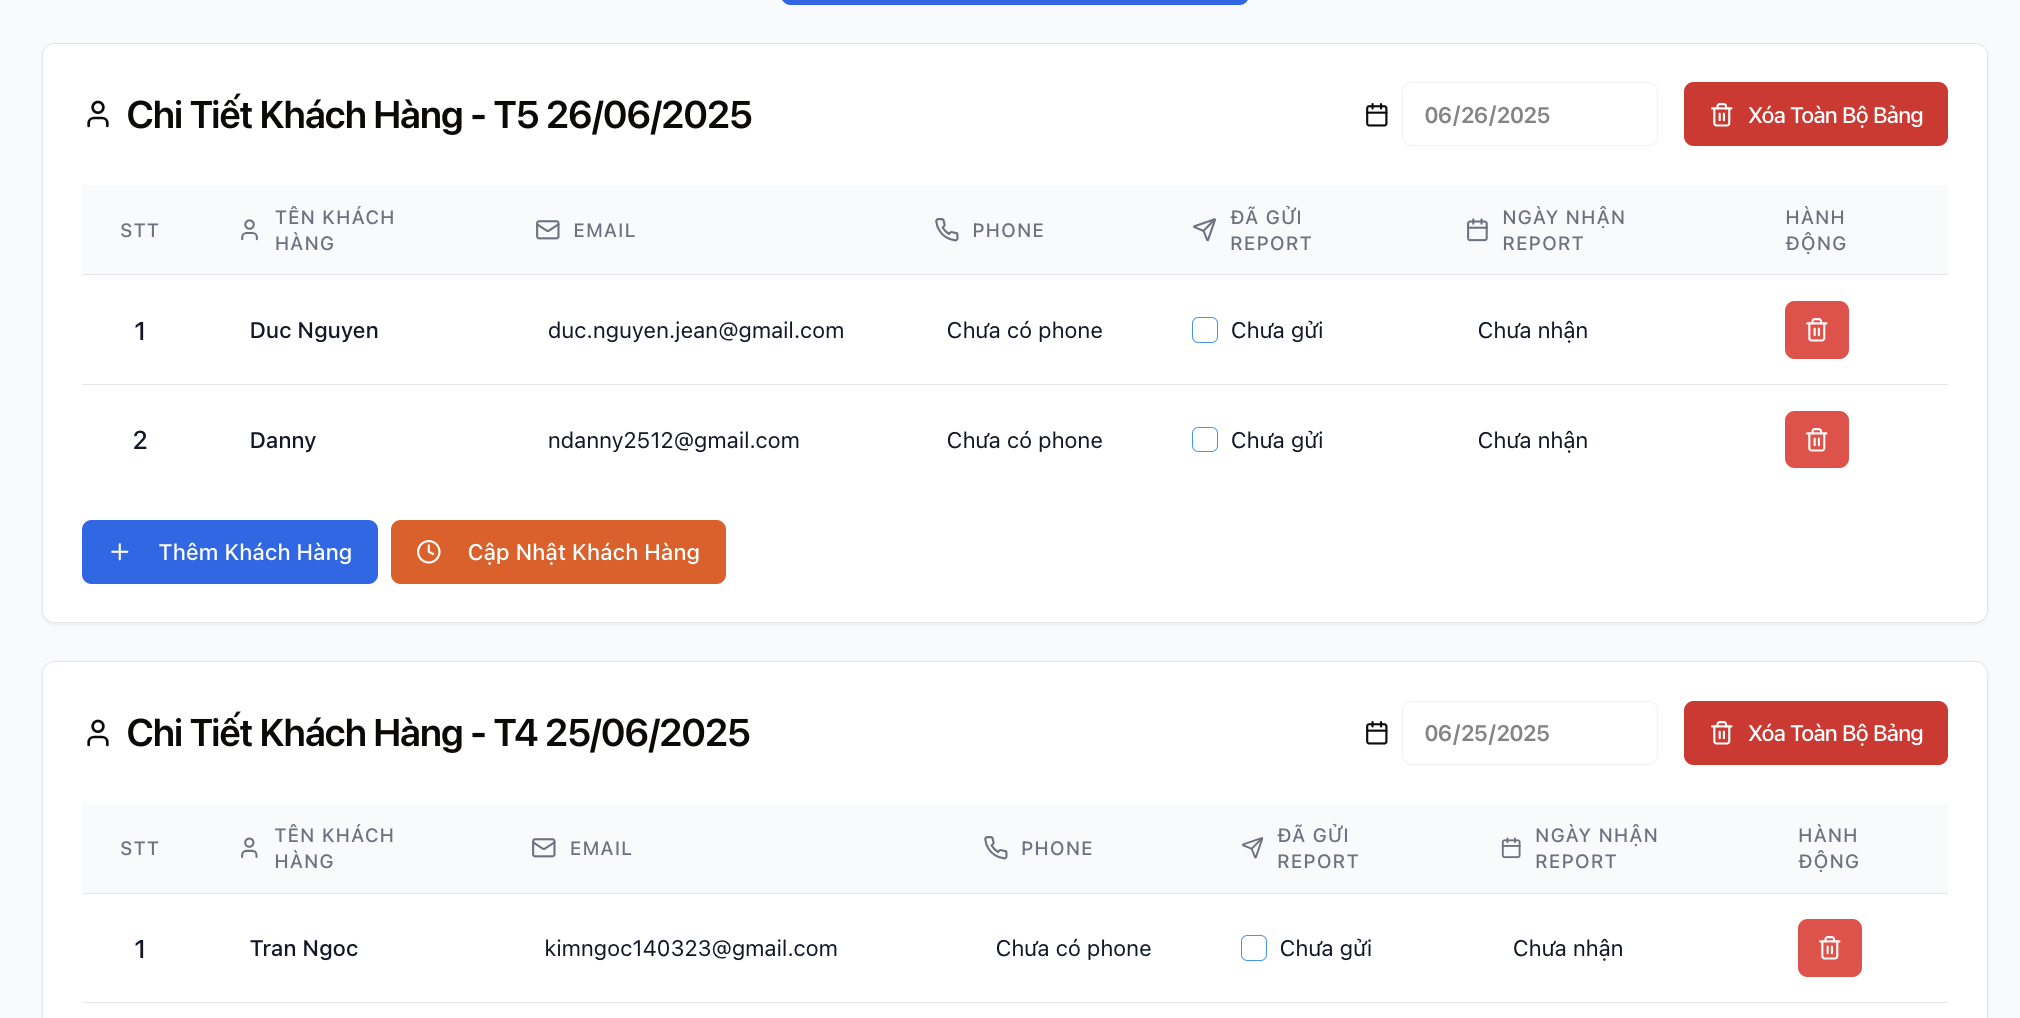 Chi Tiết Khách Hàng - T5 26/06/2025
06/26/2025
Xóa Toàn Bộ Bảng
STT
TÊN KHÁCH
HÀNG
EMAIL
PHONE
ĐÃ GỬI
REPORT
NGÀY NHẬN
REPORT
HÀNH
ĐỘNG
1 Duc Nguyen duc.nguyen.jean@gmail.com Chưa có phone Chưa gửi Chưa nhận
2 Danny ndanny2512@gmail.com Chưa có phone Chưa gửi Chưa nhận
Thêm Khách Hàng
Cập Nhật Khách Hàng
Chi Tiết Khách Hàng - T4 25/06/2025
06/25/2025
Xóa Toàn Bộ Bảng
STT
TÊN KHÁCH
HÀNG
EMAIL
PHONE
ĐÃ GỬI
REPORT
NGÀY NHẬN
REPORT
HÀNH
ĐỘNG
1 Tran Ngoc kimngoc140323@gmail.com Chưa có phone Chưa gửi Chưa nhận